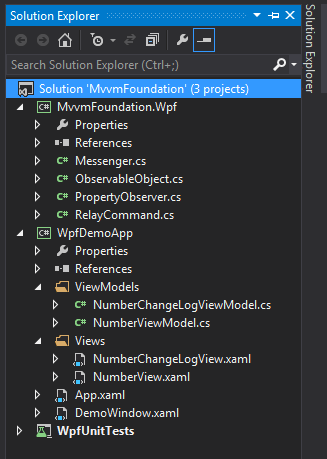 Solution Explorer
Search Solution Explorer (Ctrl+;)
Solution 'MvvmFoundation' (3 projects)
C# MvvmFoundation.Wpf
Properties
References
C# Messenger.cs
C# ObservableObject.cs
C# PropertyObserver.cs
C# RelayCommand.cs
C# WpfDemoApp
Properties
References
ViewModels
C# NumberChangeLogViewModel.cs
C# NumberViewModel.cs
Views
NumberChangeLogView.xaml
NumberView.xaml
App.xaml
DemoWindow.xaml
WpfUnitTests
Solution Explorer